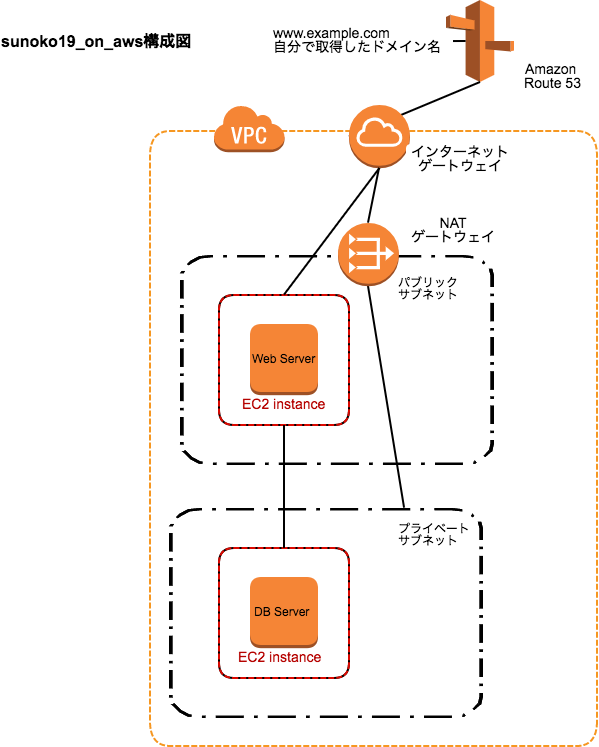 sunoko19_on_aws構成図
www.example.com
自分で取得したドメイン名
Amazon
Route 53
VPC
インターネット
ゲートウェイ
NAT
ゲートウェイ
パブリック
サブネット
Web Server
EC2 instance
プライベート
サブネット
DB Server
EC2 instance